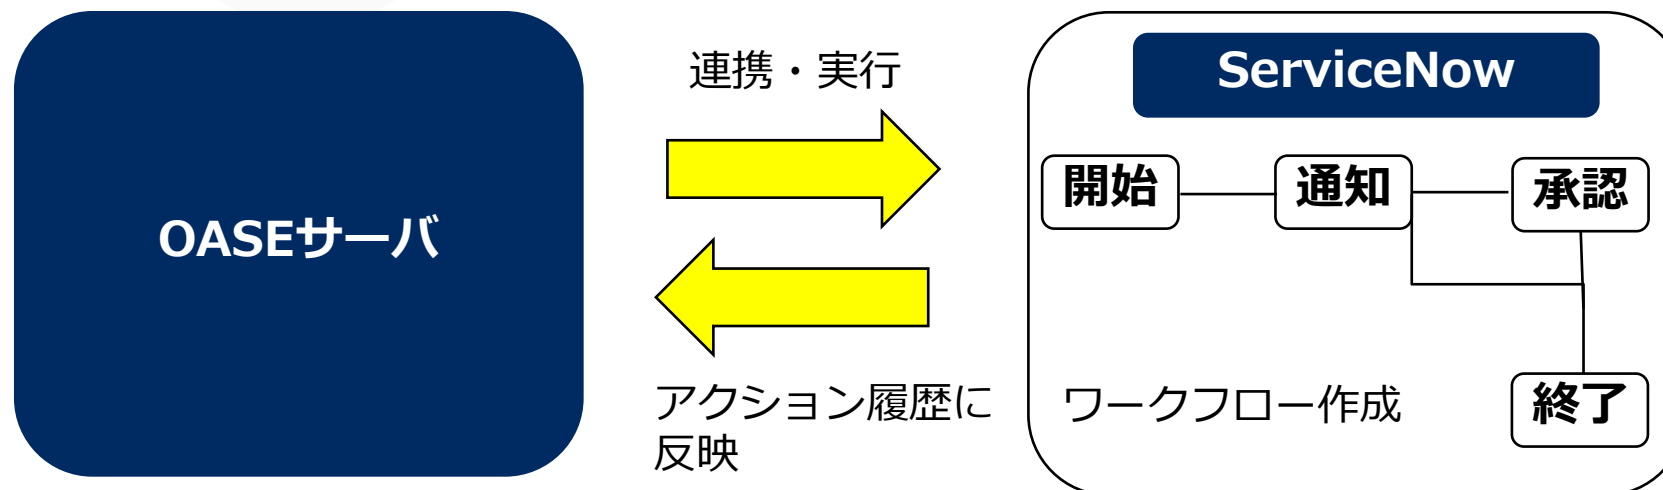 OASEサーバ
連携・実行
アクション履歴に
反映
ServiceNow
開始
通知
承認
ワークフロー作成
終了